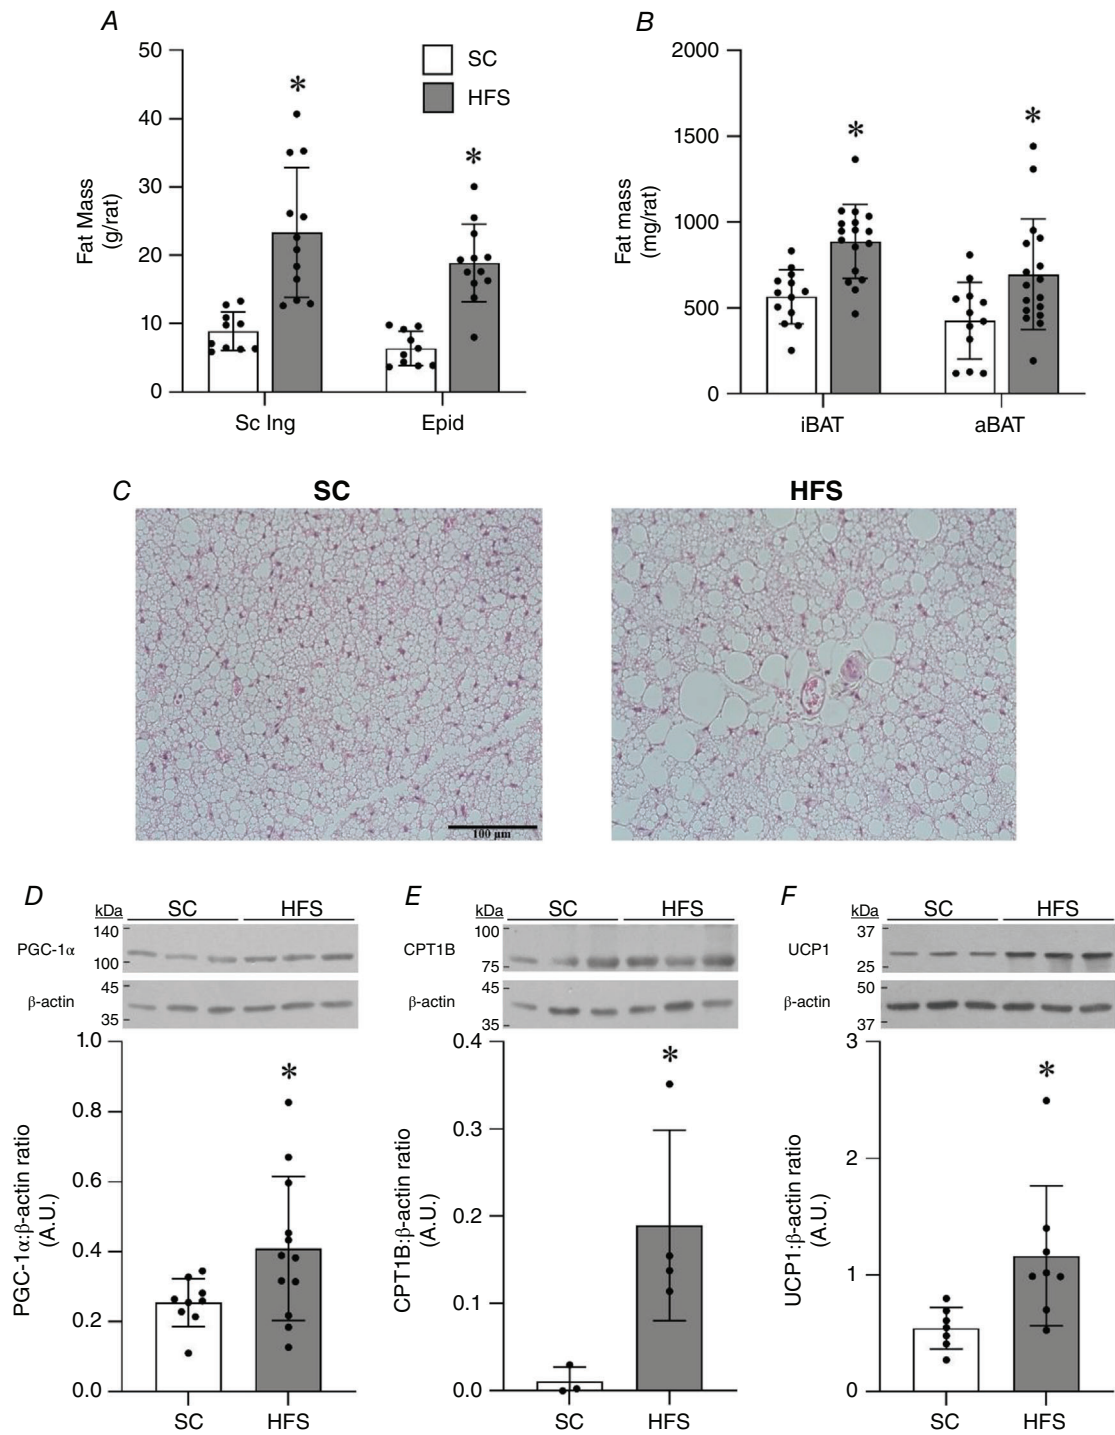 A
50
40
30
20
10
0
Fat Mass
(g/rat)
SC
HFS
*
*
Sc Ing
Epid
B
2000
1500
1000
500
0
Fat mass
(mg/rat)
*
*
iBAT
aBAT
C
SC
HFS
100 µm
D
kDa
SC
HFS
140
PGC-1α
100
45
β-actin
35
1.0
0.8
0.6
0.4
0.2
0.0
PGC-1α:β-actin ratio
(A.U.)
*
SC
HFS
E
kDa
SC
HFS
100
CPT1B
75
45
β-actin
35
0.4
0.3
0.2
0.1
0.0
CPT1B:β-actin ratio
(A.U.)
*
SC
HFS
F
kDa
SC
HFS
37
UCP1
25
50
β-actin
37
3
2
1
0
UCP1:β-actin ratio
(A.U.)
*
SC
HFS